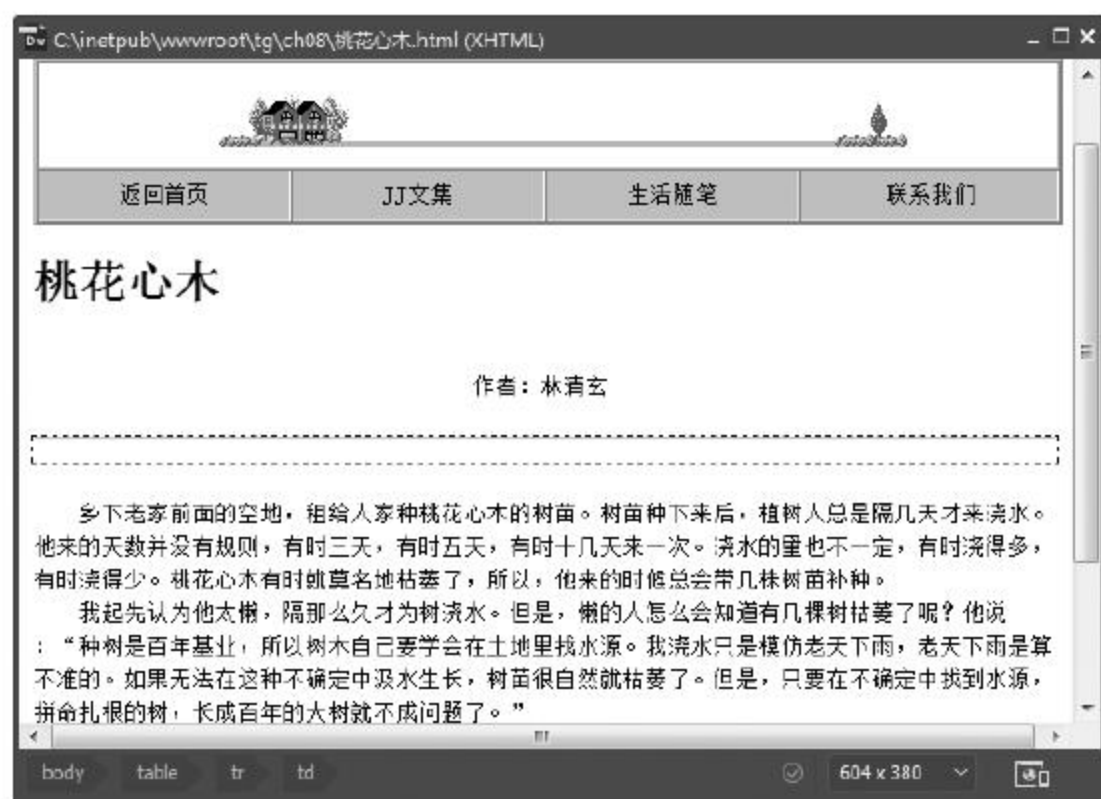 Dw C:\inetpub\wwwroot\tg\ch08\桃花心木.html (XHTML)
返回首页 JJ文集 生活随笔 联系我们
桃花心木
作者：林清玄
乡下老家前面的空地，租给人家种桃花心木的树苗。树苗种下来后，植树人总是隔几天才来浇水。
他来的天数并没有规则，有时三天，有时五天，有时十几天来一次。浇水的量也不一定，有时浇得多，
有时浇得少。桃花心木有时就莫名地枯萎了，所以，他来的时候总会带几株树苗补种。
我起先认为他太懒，隔那么久才为树浇水。但是，懒的人怎么会知道有几棵树枯萎了呢？他说
：“种树是百年基业，所以树木自己要学会在土地里找水源。我浇水只是模仿老天下雨，老天下雨是算
不准的。如果无法在这种不确定中汲水生长，树苗很自然就枯萎了。但是，只要在不确定中找到水源，
拼命扎根的树，长成百年的大树就不成问题了。”
body table tr td 604 x 380